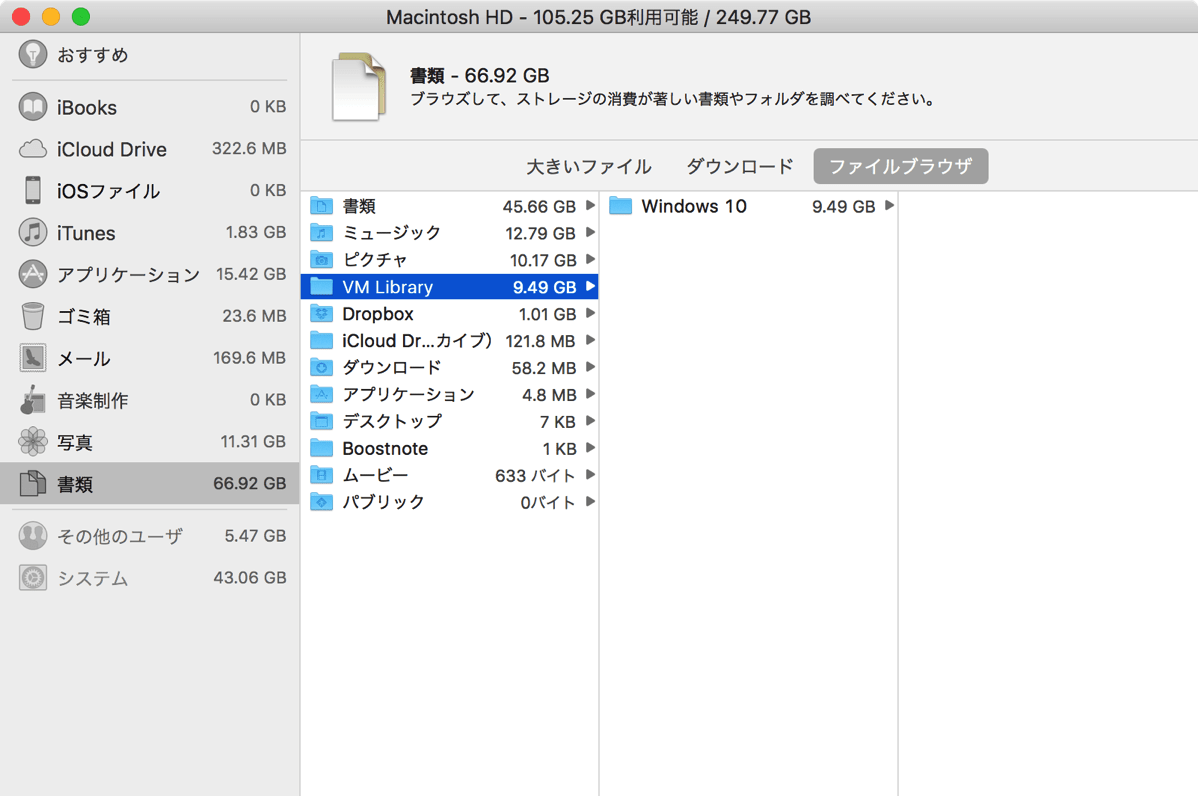 Macintosh HD - 105.25 GB利用可能 / 249.77 GB
おすすめ
iBooks 0 KB
iCloud Drive 322.6 MB
iOSファイル 0 KB
iTunes 1.83 GB
アプリケーション 15.42 GB
ゴミ箱 23.6 MB
メール 169.6 MB
音楽制作 0 KB
写真 11.31 GB
書類 66.92 GB
その他のユーザ 5.47 GB
システム 43.06 GB
書類 - 66.92 GB
ブラウズして、ストレージの消費が著しい書類やフォルダを調べてください。
大きいファイル ダウンロード ファイルブラウザ
書類 45.66 GB
ミュージック 12.79 GB
ピクチャ 10.17 GB
VM Library 9.49 GB
Dropbox 1.01 GB
iCloud Dr...カイブ） 121.8 MB
ダウンロード 58.2 MB
アプリケーション 4.8 MB
デスクトップ 7 KB
Boostnote 1 KB
ムービー 633 バイト
パブリック 0バイト
Windows 10 9.49 GB